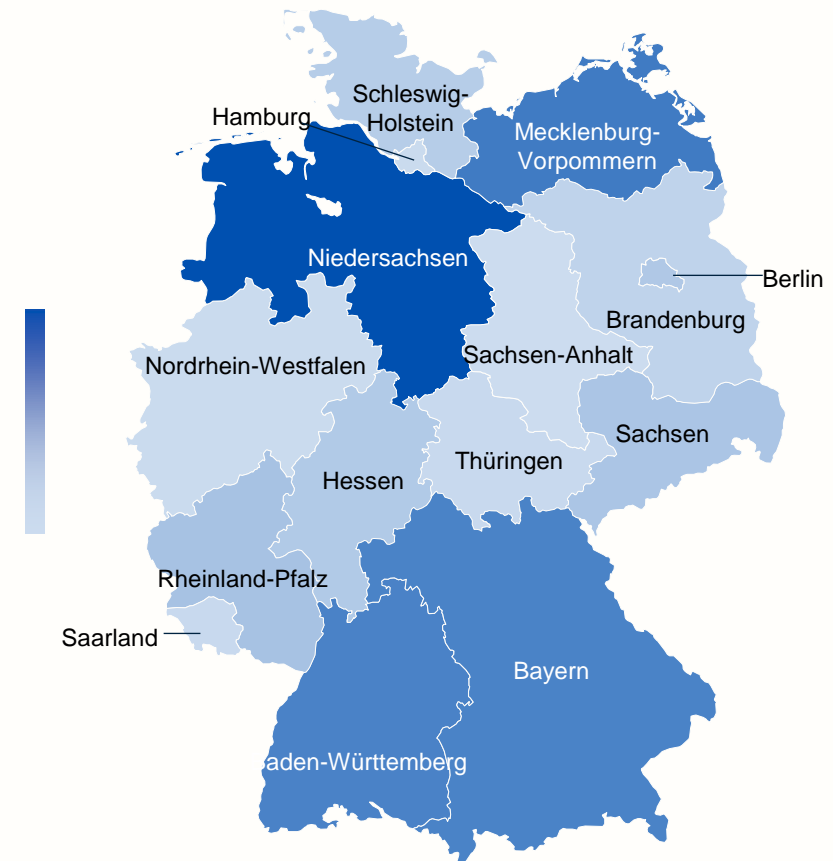 Schleswig-
Holstein
Hamburg
Mecklenburg-
Vorpommern
Niedersachsen
Berlin
Brandenburg
Nordrhein-Westfalen
Sachsen-Anhalt
Sachsen
Thüringen
Hessen
Rheinland-Pfalz
Saarland
Bayern
aden-Württemberg